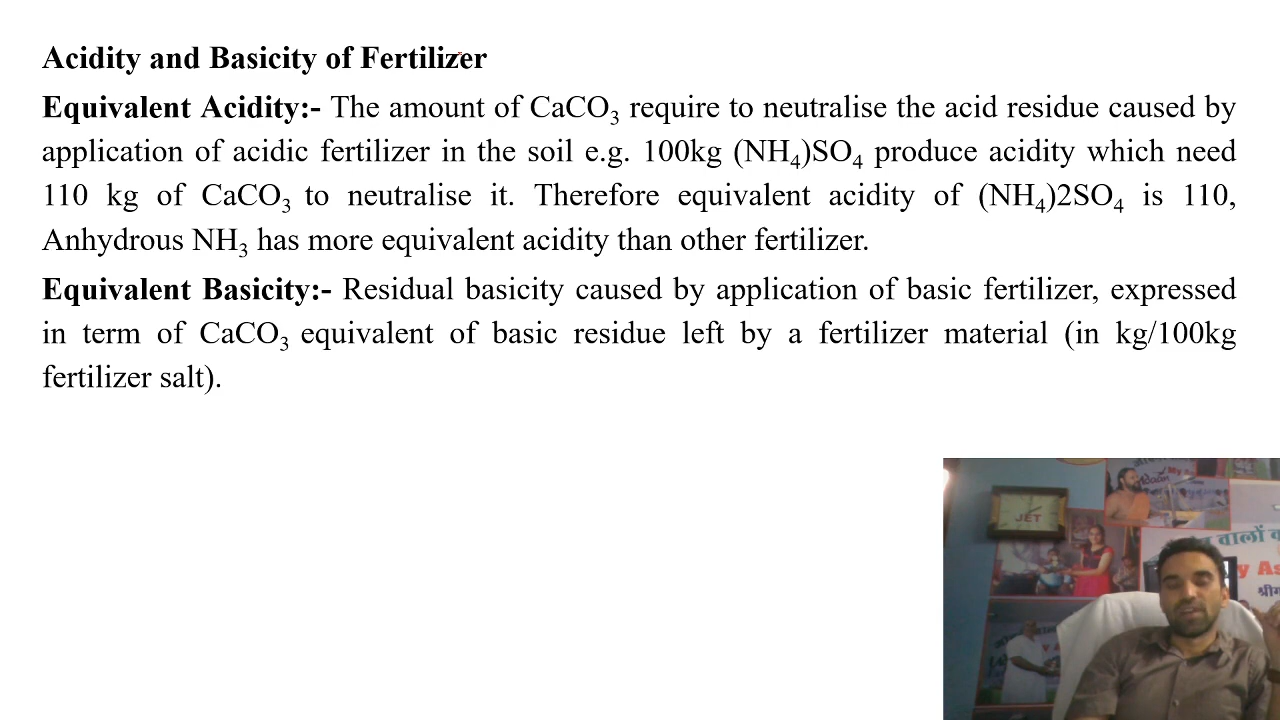 Acidity and Basicity of Fertilizer
Equivalent Acidity:- The amount of CaCO₃ require to neutralise the acid residue caused by
application of acidic fertilizer in the soil e.g. 100kg (NH₄)SO₄ produce acidity which need
110 kg of CaCO₃ to neutralise it. Therefore equivalent acidity of (NH₄)2SO₄ is 110,
Anhydrous NH₃ has more equivalent acidity than other fertilizer.
Equivalent Basicity:- Residual basicity caused by application of basic fertilizer, expressed
in term of CaCO₃ equivalent of basic residue left by a fertilizer material (in kg/100kg
fertilizer salt).
JET
वालों